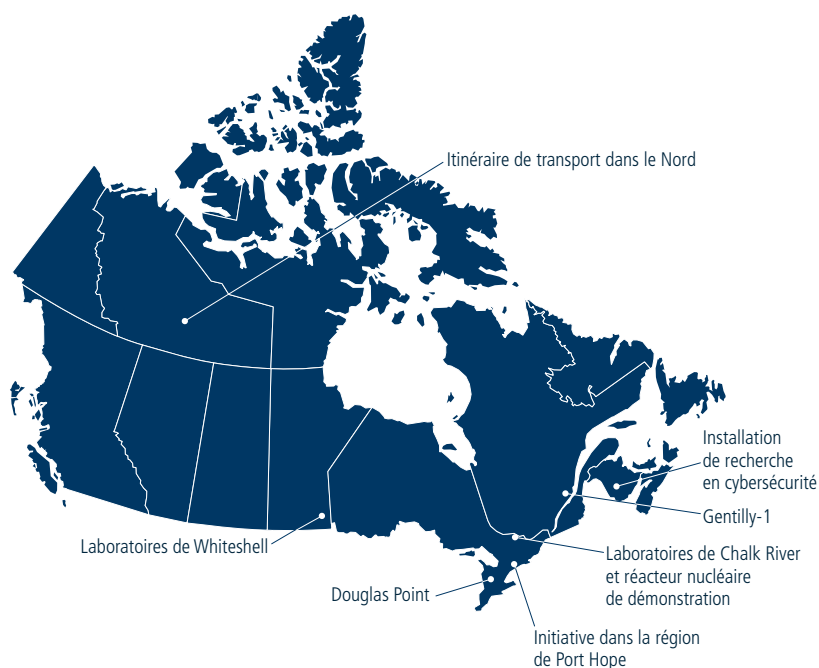 Itinéraire de transport dans le Nord
Installation
de recherche
en cybersécurité
Gentilly-1
Laboratoires de Whiteshell
Laboratoires de Chalk River
et réacteur nucléaire
de démonstration
Douglas Point
Initiative dans la région
de Port Hope